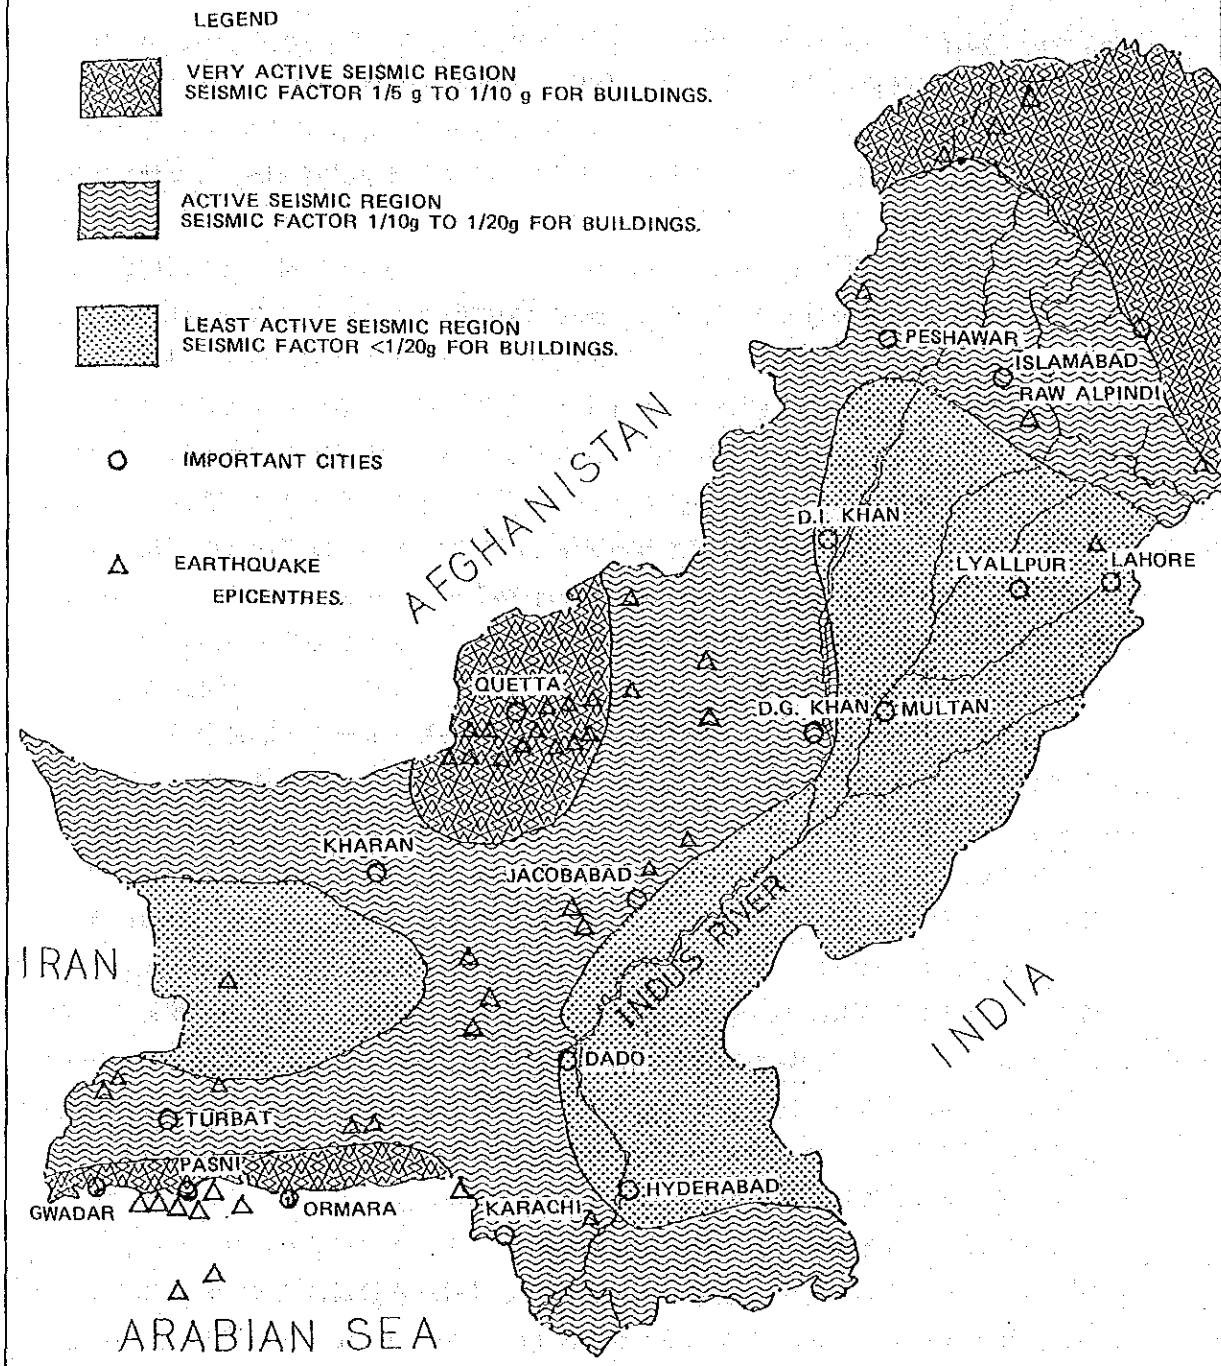 LEGEND
VERY ACTIVE SEISMIC REGION
SEISMIC FACTOR 1/5 g TO 1/10 g FOR BUILDINGS.
ACTIVE SEISMIC REGION
SEISMIC FACTOR 1/10g TO 1/20g FOR BUILDINGS.
LEAST ACTIVE SEISMIC REGION
SEISMIC FACTOR <1/20g FOR BUILDINGS.
IMPORTANT CITIES
EARTHQUAKE
EPICENTRES.
PESHAWAR
ISLAMABAD
RAW ALPINDI
AFGHANISTAN
D.I. KHAN
LYALLPUR
LAHORE
QUETTA
D.G. KHAN
MULTAN
KHARAN
JACOBABAD
INDUS RIVER
IRAN
INDIA
DADO
TURBAT
PASNI
GWADAR
ORMARA
KARACHI
HYDERABAD
ARABIAN SEA